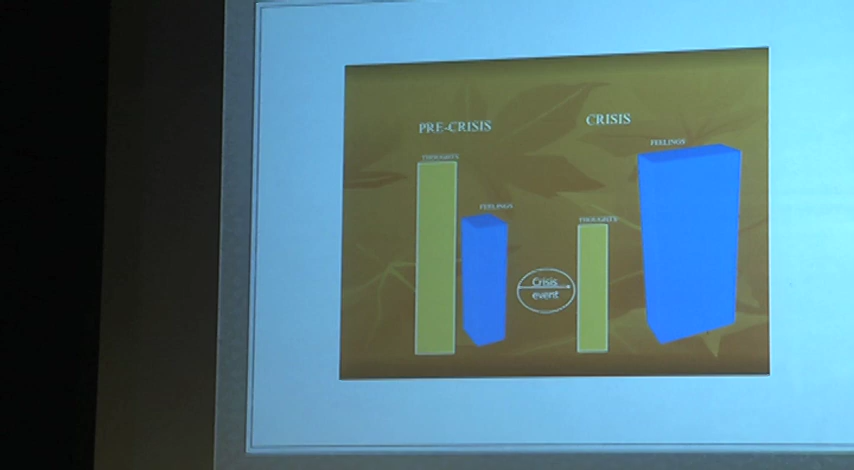 PRE-CRISIS
CRISIS
THOUGHTS
FEELINGS
FEELINGS
THOUGHTS
Crisis
event